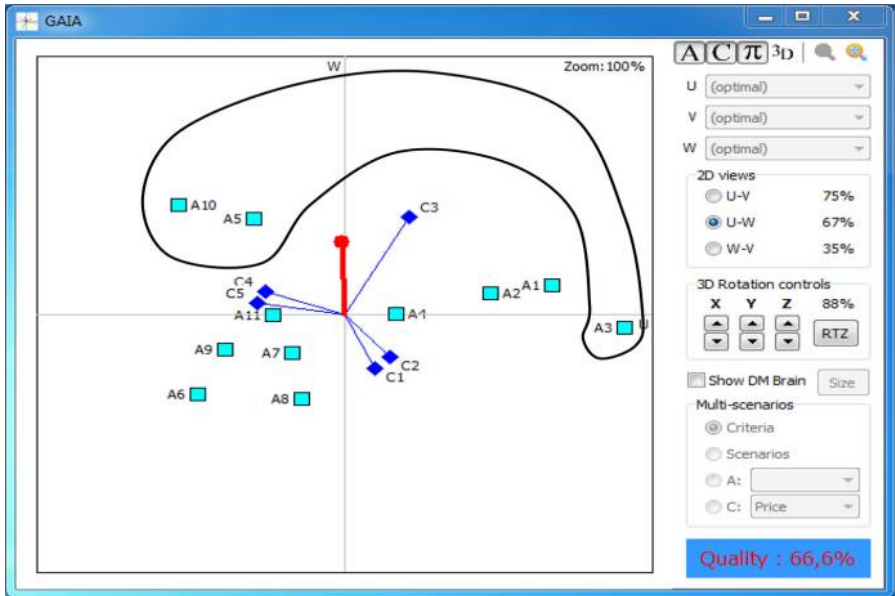 GAIA
W
Zoom: 100%
A C π 3D
U (optimal)
V (optimal)
W (optimal)
2D views
U-V 75%
U-W 67%
W-V 35%
3D Rotation controls
X Y Z 88%
RTZ
Show DM Brain Size
Multi-scenarios
Criteria
Scenarios
A:
C: Price
Quality : 66,6%
A10
A5
C3
C4
C5
A1
A2
A11
A4
A3 U
A9
A7
C2
C1
A6
A8